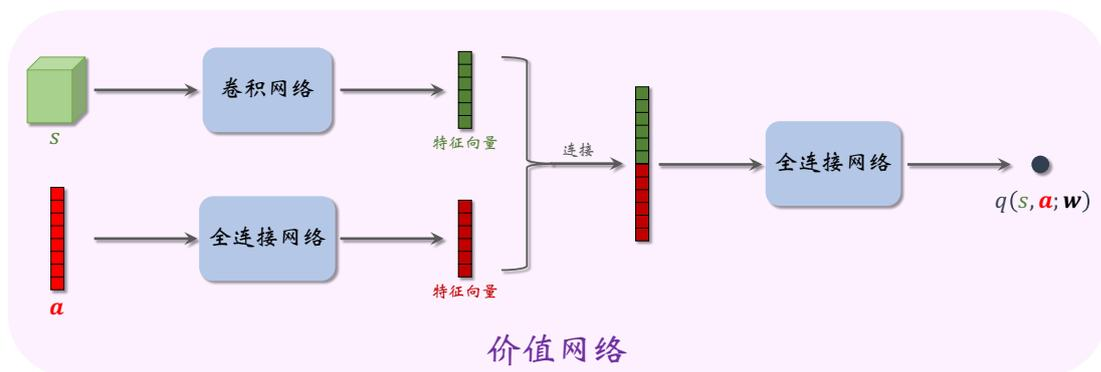 卷积网络
s
特征向量
连接
全连接网络
q(s, a; w)
全连接网络
a
特征向量
价值网络